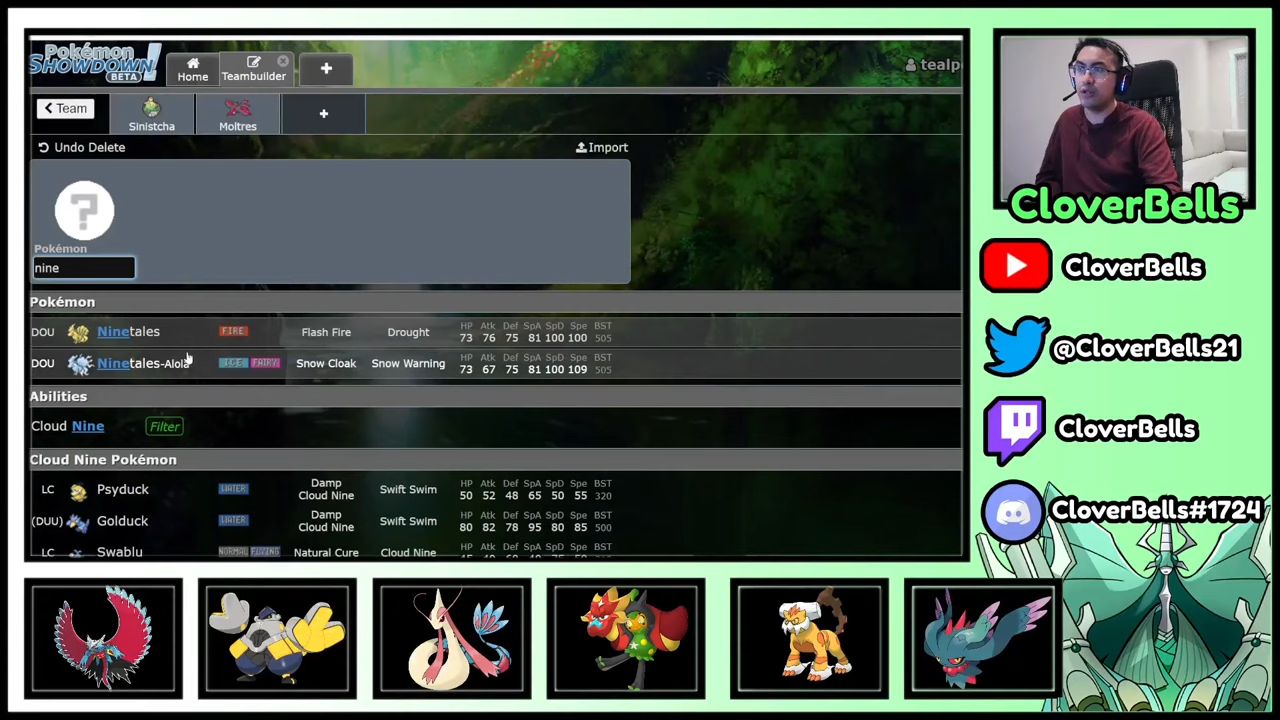 Pokémon
SHOWDOWN!
BETA
Home
Teambuilder
+
tealp
Team
Sinistcha
Moltres
+
Undo Delete
Import
?
Pokémon
nine
Pokémon
HP Atk Def SpA SpD Spe BST
DOU Ninetales FIRE Flash Fire Drought 73 76 75 81 100 100 505
HP Atk Def SpA SpD Spe BST
DOU Ninetales-Alola ICE FAIRY Snow Cloak Snow Warning 73 67 75 81 100 109 505
Abilities
Cloud Nine Filter
Cloud Nine Pokémon
Damp HP Atk Def SpA SpD Spe BST
LC Psyduck WATER Cloud Nine Swift Swim 50 52 48 65 50 55 320
Damp HP Atk Def SpA SpD Spe BST
(DUU) Golduck WATER Cloud Nine Swift Swim 80 82 78 95 80 85 500
HP Atk Def SpA SpD Spe BST
LC Swablu NORMAL FLYING Natural Cure Cloud Nine
CloverBells
CloverBells
@CloverBells21
CloverBells
CloverBells#1724